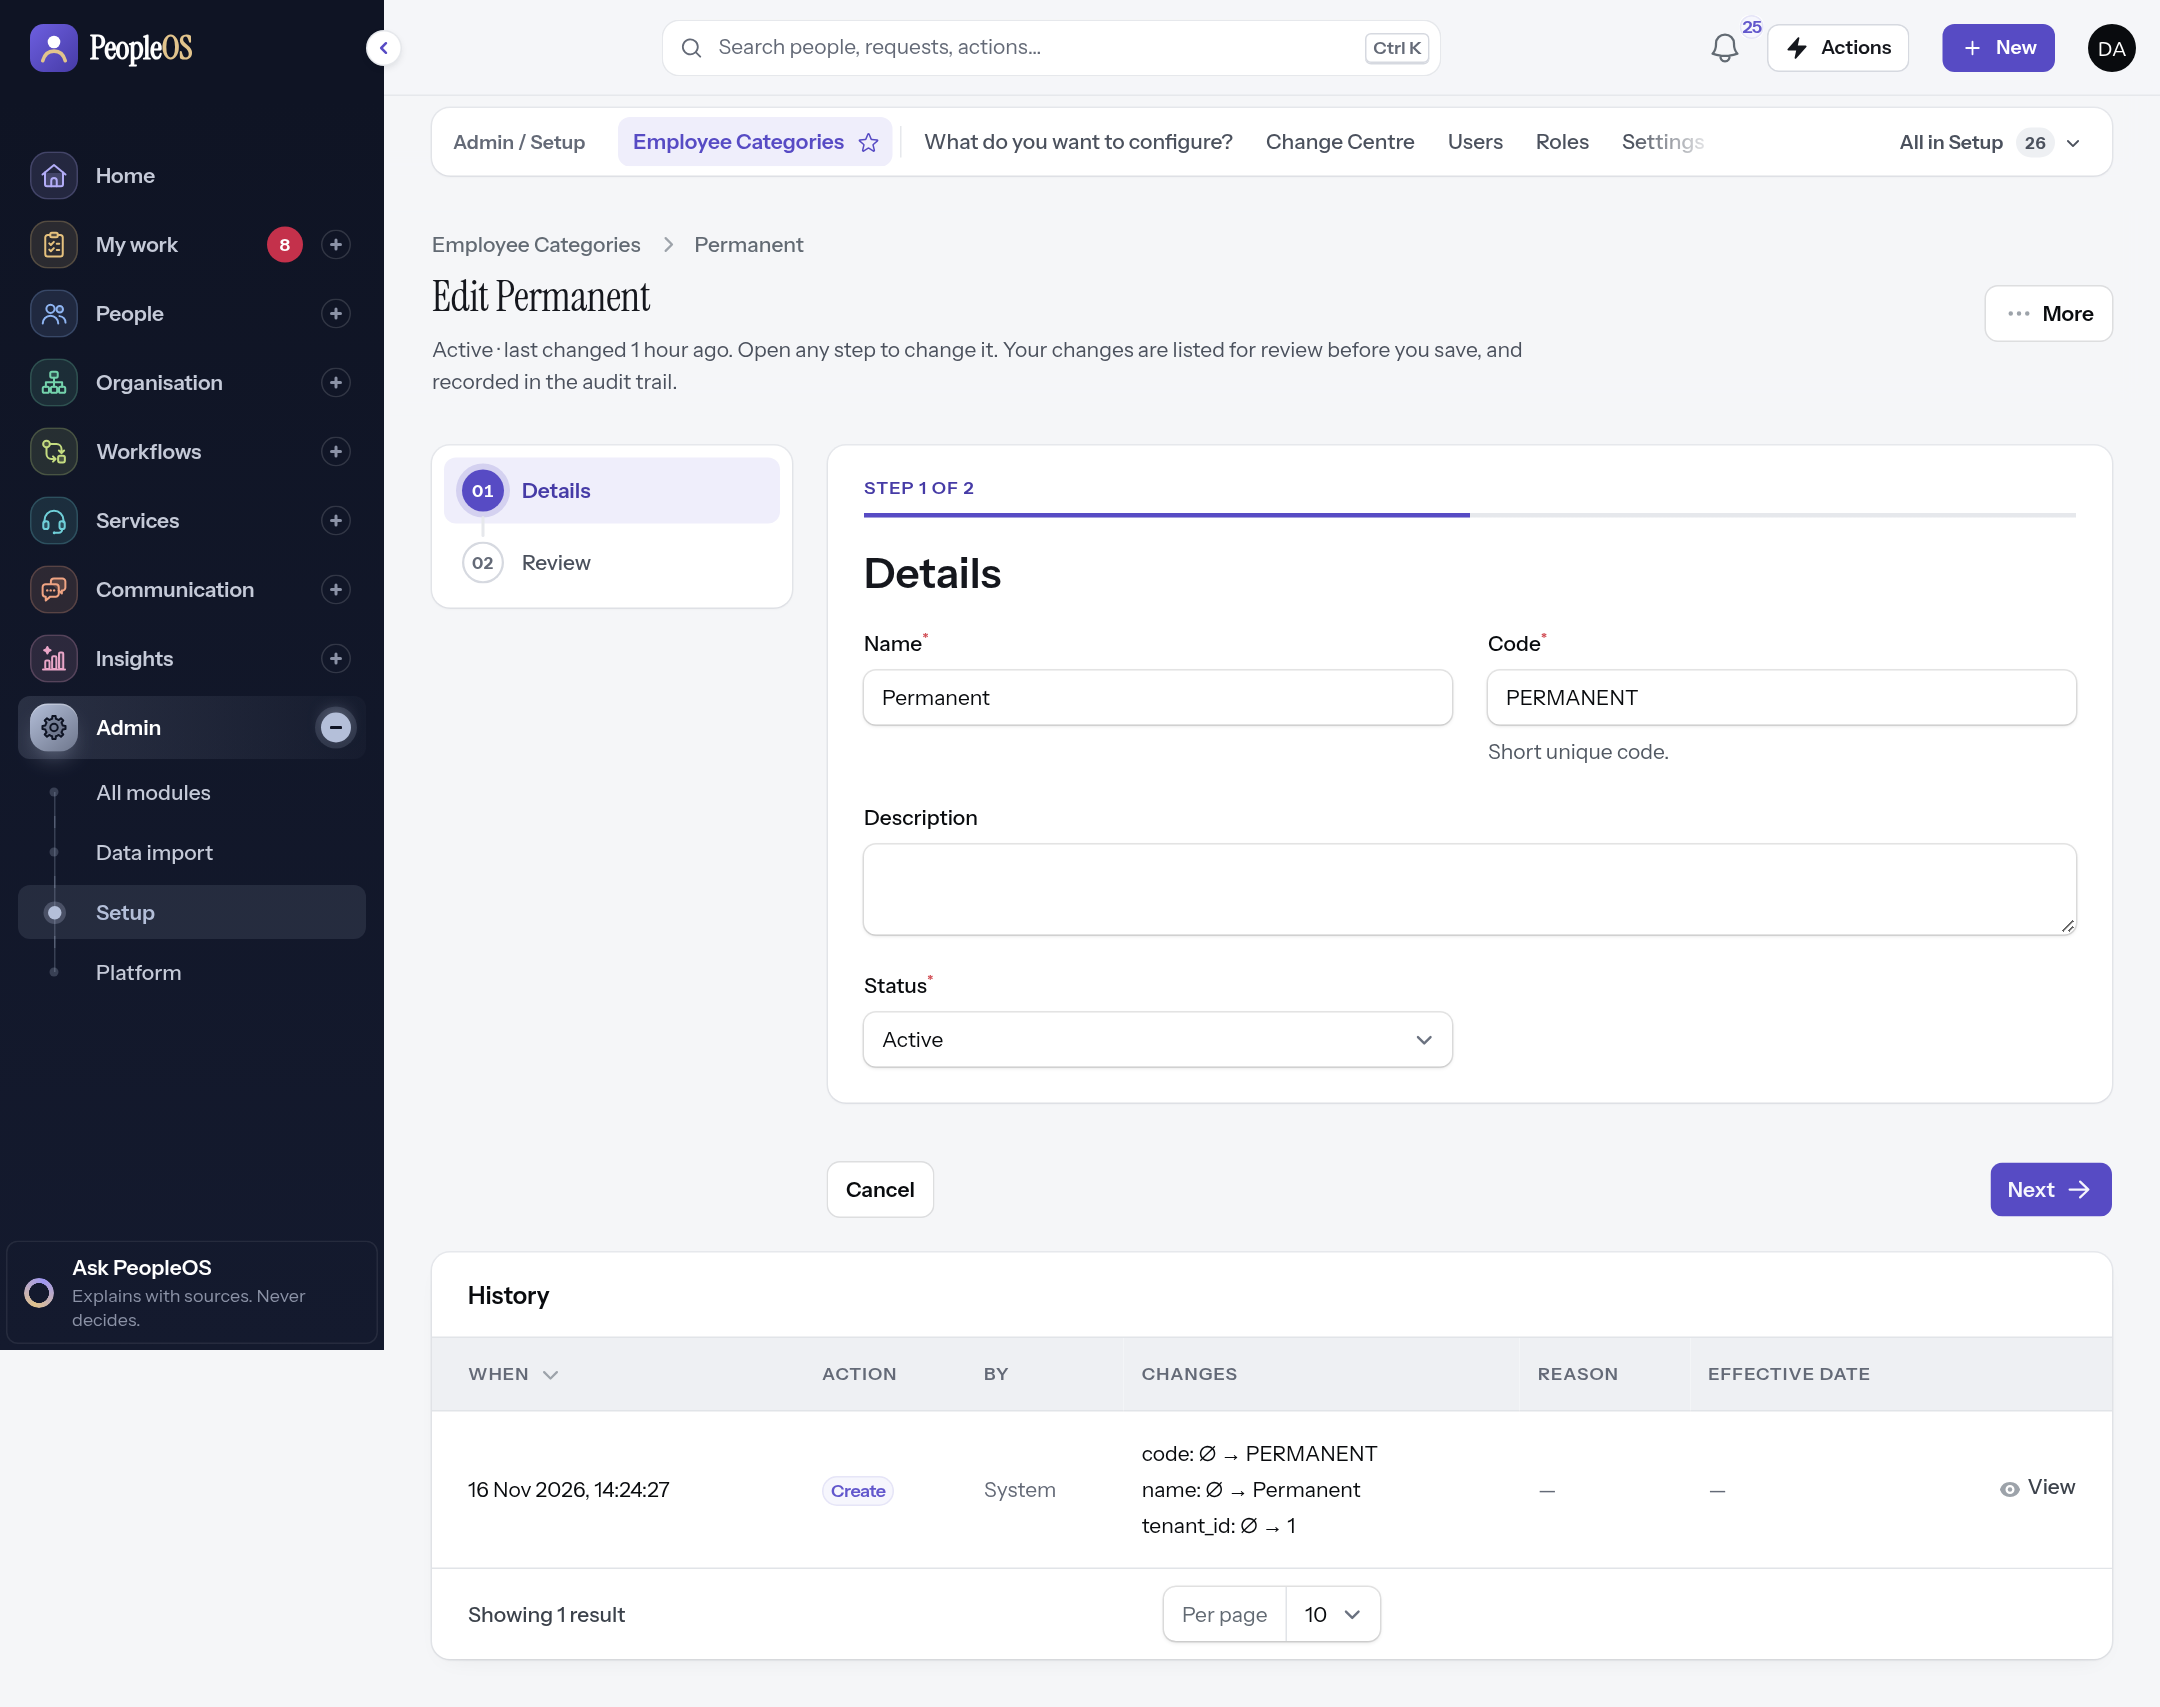 PeopleOS
Search people, requests, actions...
Ctrl K
25
Actions
New
DA
Admin / Setup
Employee Categories
What do you want to configure?
Change Centre
Users
Roles
Settings
All in Setup
26
Home
My work
8
People
Organisation
Workflows
Services
Communication
Insights
Admin
All modules
Data import
Setup
Platform
Ask PeopleOS
Explains with sources. Never
decides.
Employee Categories
Permanent
Edit Permanent
Active · last changed 1 hour ago. Open any step to change it. Your changes are listed for review before you save, and
recorded in the audit trail.
More
01
Details
02
Review
STEP 1 OF 2
Details
Name*
Permanent
Code*
PERMANENT
Short unique code.
Description
Status*
Active
Cancel
Next
History
WHEN
ACTION
BY
CHANGES
REASON
EFFECTIVE DATE
16 Nov 2026, 14:24:27
Create
System
code: ∅ → PERMANENT
name: ∅ → Permanent
tenant_id: ∅ → 1
—
—
View
Showing 1 result
Per page
10